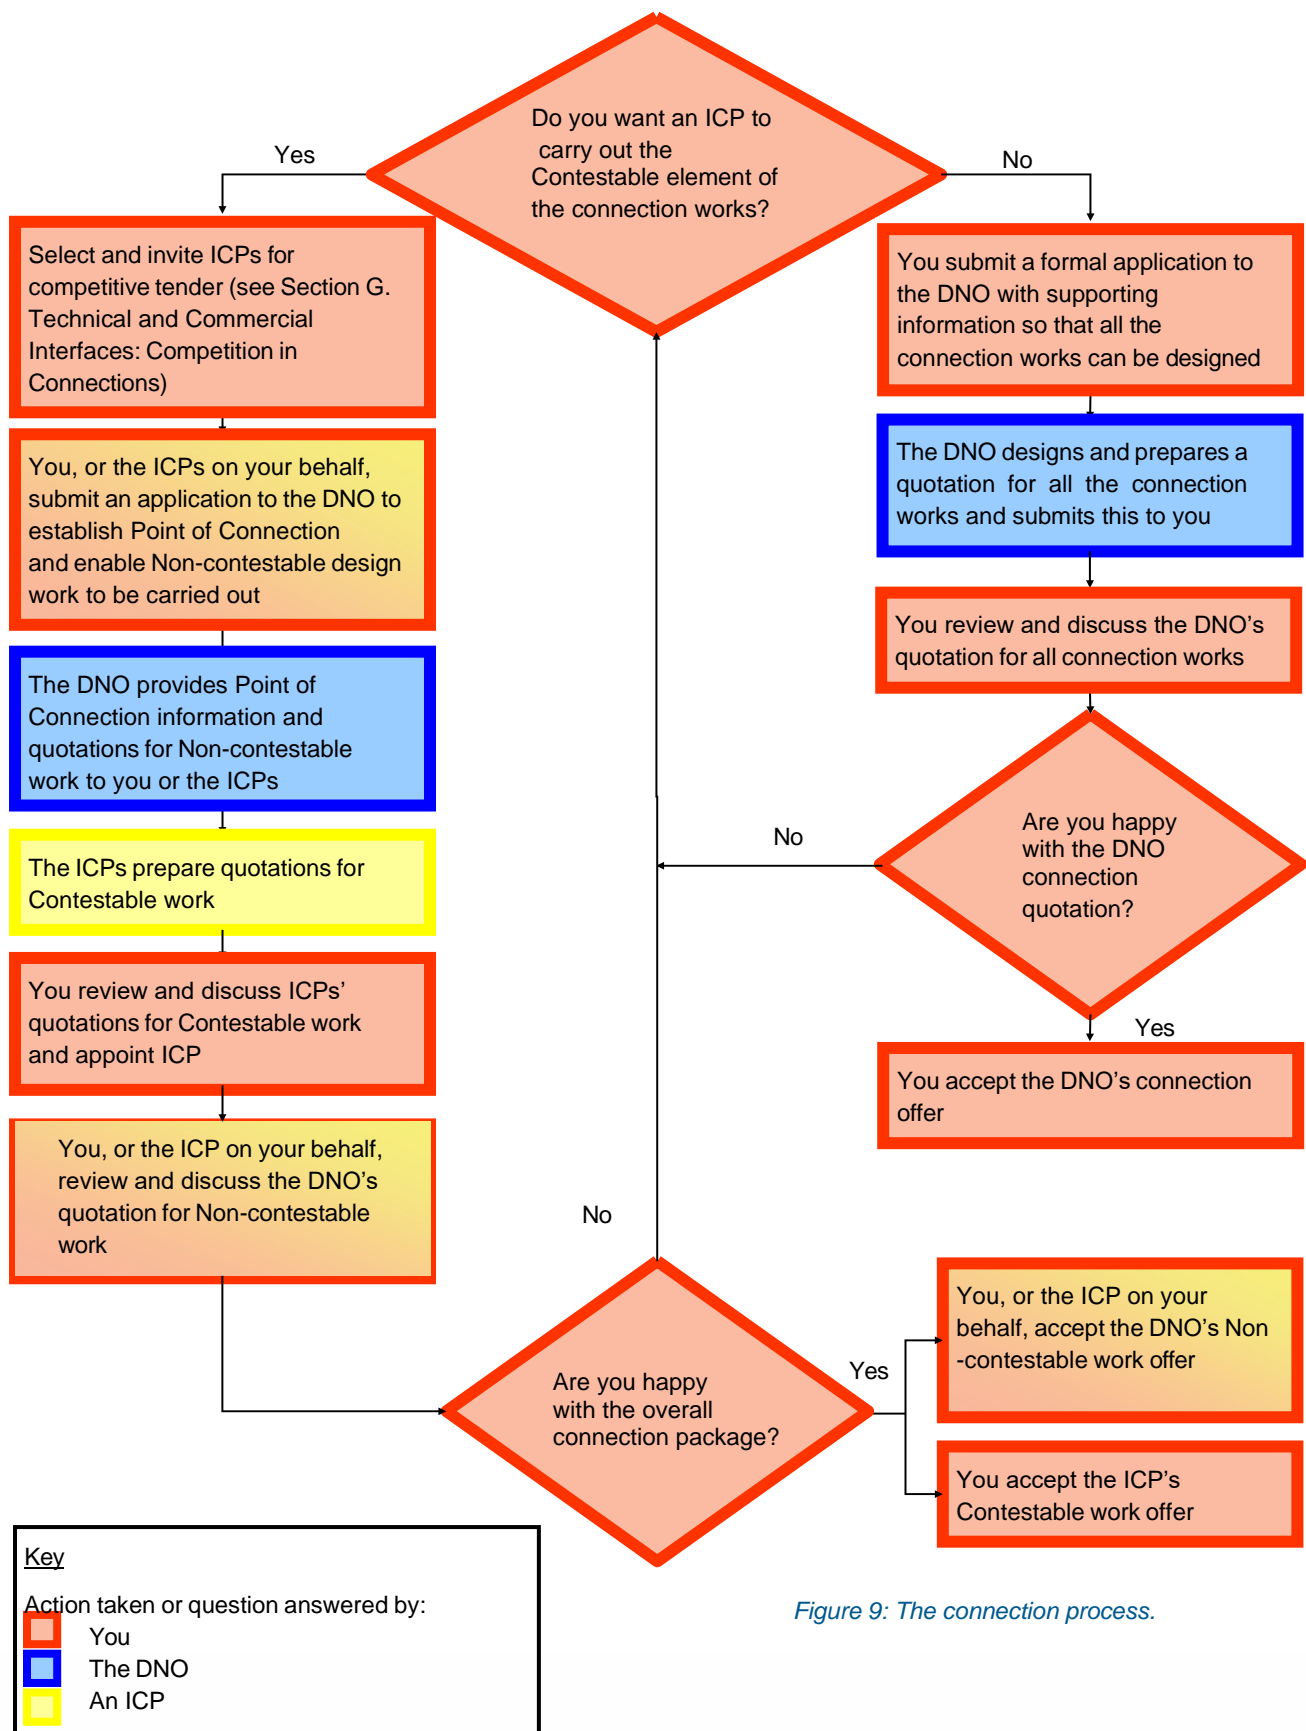 Do you want an ICP to
carry out the
Contestable element of
the connection works?
Yes
No
Select and invite ICPs for
competitive tender (see Section G.
Technical and Commercial
Interfaces: Competition in
Connections)
You, or the ICPs on your behalf,
submit an application to the DNO to
establish Point of Connection
and enable Non-contestable design
work to be carried out
The DNO provides Point of
Connection information and
quotations for Non-contestable
work to you or the ICPs
The ICPs prepare quotations for
Contestable work
You review and discuss ICPs’
quotations for Contestable work
and appoint ICP
You, or the ICP on your behalf,
review and discuss the DNO’s
quotation for Non-contestable
work
You submit a formal application to
the DNO with supporting
information so that all the
connection works can be designed
The DNO designs and prepares a
quotation for all the connection
works and submits this to you
You review and discuss the DNO’s
quotation for all connection works
Are you happy
with the DNO
connection
quotation?
No
Yes
You accept the DNO’s connection
offer
No
Are you happy
with the overall
connection package?
Yes
You, or the ICP on your
behalf, accept the DNO’s Non
-contestable work offer
You accept the ICP’s
Contestable work offer
Key
Action taken or question answered by:
You
The DNO
An ICP
Figure 9: The connection process.